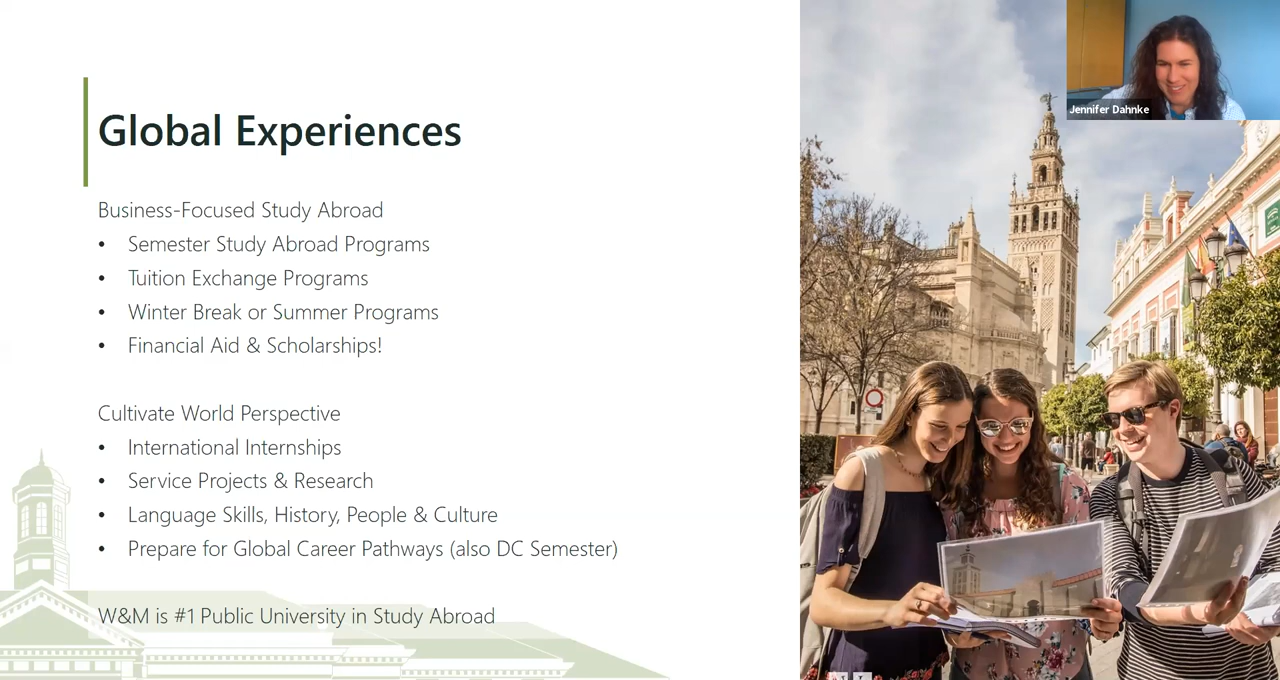 Global Experiences
Business-Focused Study Abroad
• Semester Study Abroad Programs
• Tuition Exchange Programs
• Winter Break or Summer Programs
• Financial Aid & Scholarships!
Cultivate World Perspective
• International Internships
• Service Projects & Research
• Language Skills, History, People & Culture
• Prepare for Global Career Pathways (also DC Semester)
W&M is #1 Public University in Study Abroad
Jennifer Dahnke